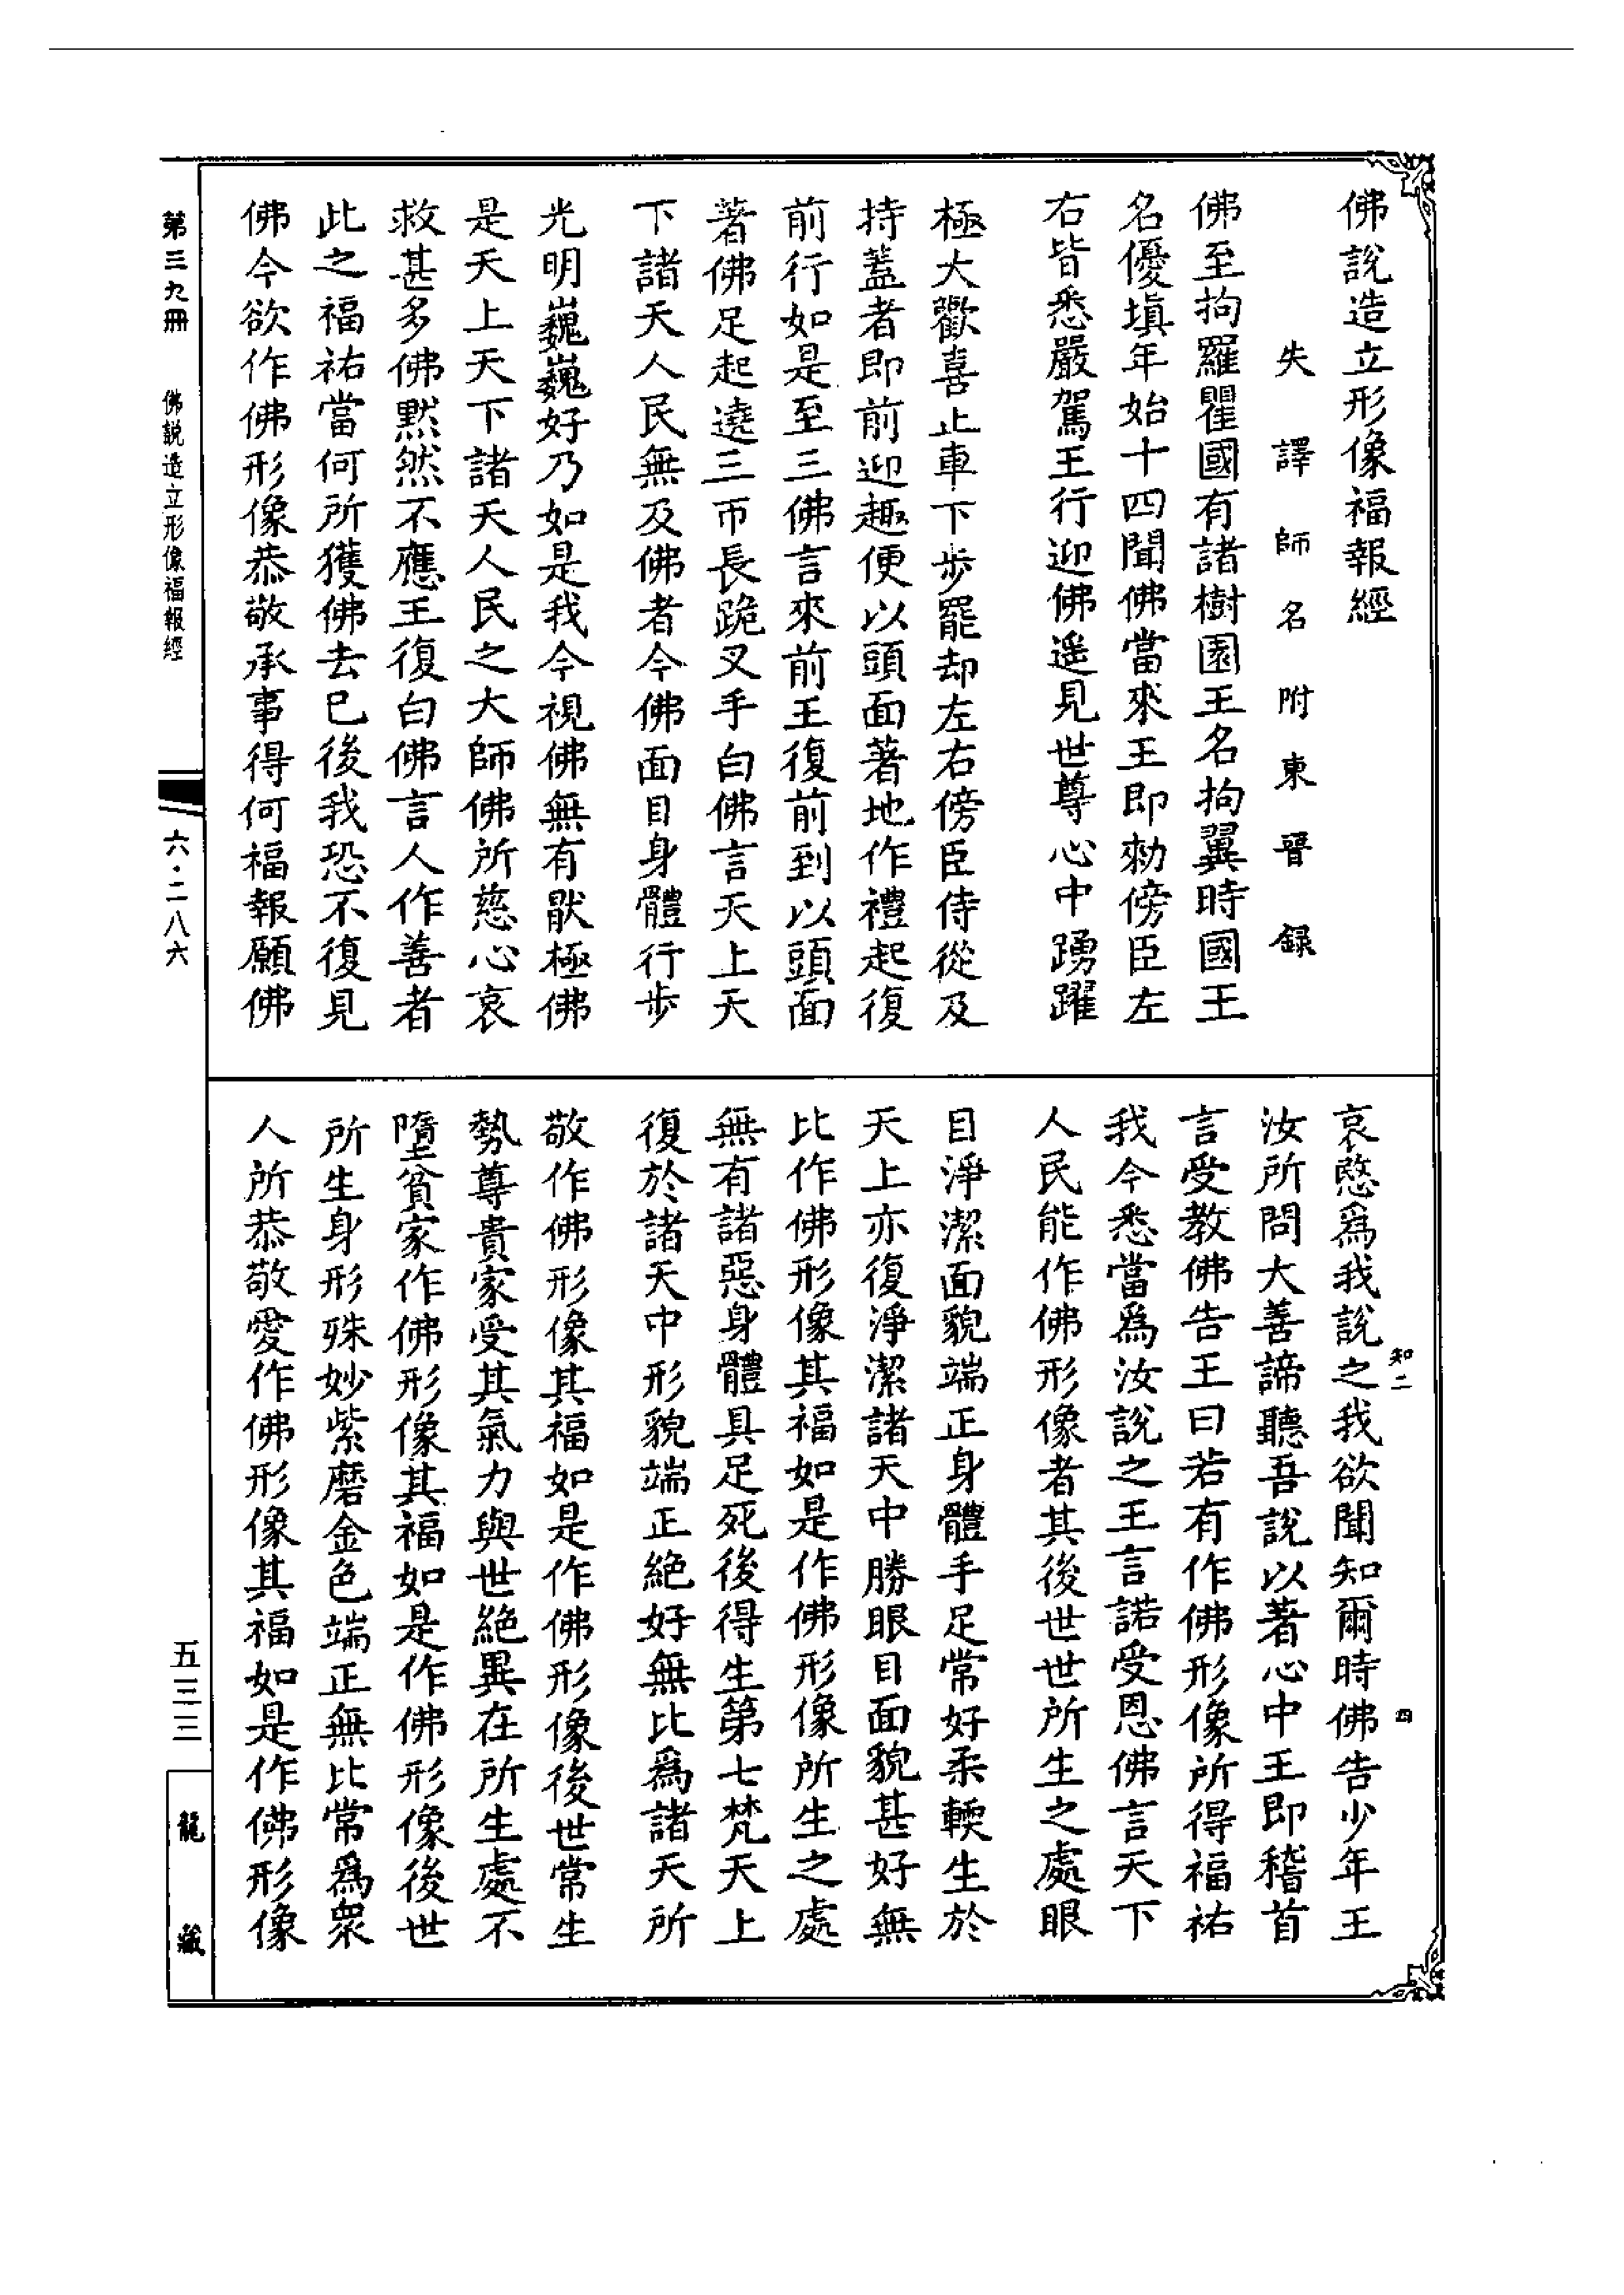 佛說造立形像福報經
失譯師名附東晉録
佛至拘羅瞿國有諸樹園王名拘翼時國王
名優填年始十四聞佛當來王即勑傍臣左
右皆悉嚴駕王行迎佛遥見世尊心中踴躍
極大歡喜止車下步罷却左右傍臣侍從及
持蓋者即前迎趣便以頭面著地作禮起復
前行如是至三佛言來前王復前到以頭面
著佛足起遶三帀長跪叉手白佛言天上天
下諸天人民無及佛者今佛面目身體行步
光明巍巍好乃如是我今視佛無有厭極佛
是天上天下諸天人民之大師佛所慈心哀
救甚多佛默然不應王復白佛言人作善者
此之福祐當何所獲佛去已後我恐不復見
佛今欲作佛形像恭敬承事得何福報願佛
哀愍爲我說之我欲聞知爾時佛告少年王
汝所問大善諦聽吾說以著心中王即稽首
言受教佛告王曰若有作佛形像所得福祐
我今悉當爲汝說之王言諾受恩佛言天下
人民能作佛形像者其後世世所生之處眼
目淨潔面貌端正身體手足常好柔輭生於
天上亦復淨潔諸天中勝眼目面貌甚好無
比作佛形像其福如是作佛形像所生之處
無有諸惡身體具足死後得生第七梵天上
復於諸天中形貌端正絶好無比爲諸天所
敬作佛形像其福如是作佛形像後世常生
勢尊貴家受其氣力與世絶異在所生處不
墮貧家作佛形像其福如是作佛形像後世
所生身形殊妙紫磨金色端正無比常爲衆
人所恭敬愛作佛形像其福如是作佛形像
知二
四
第三九冊 佛説造立形像福報經
六·二八六
五三三
龍藏